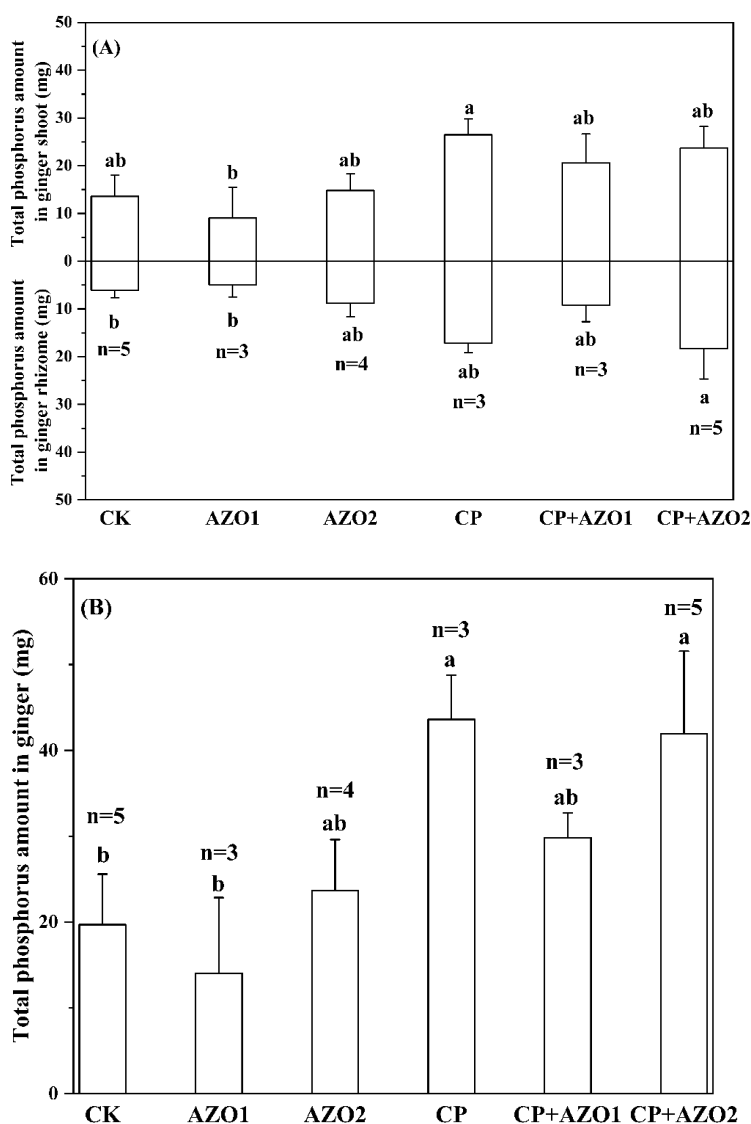 (A)
Total phosphorus amount
in ginger shoot (mg)
Total phosphorus amount
in ginger rhizome (mg)
50
40
30
20
10
0
10
20
30
40
50
ab
b
ab
a
ab
ab
b
b
ab
ab
ab
a
n=5
n=3
n=4
n=3
n=3
n=5
CK
AZO1
AZO2
CP
CP+AZO1
CP+AZO2
(B)
Total phosphorus amount in ginger (mg)
60
40
20
0
n=5
b
n=3
b
n=4
ab
n=3
a
n=3
ab
n=5
a
CK
AZO1
AZO2
CP
CP+AZO1
CP+AZO2